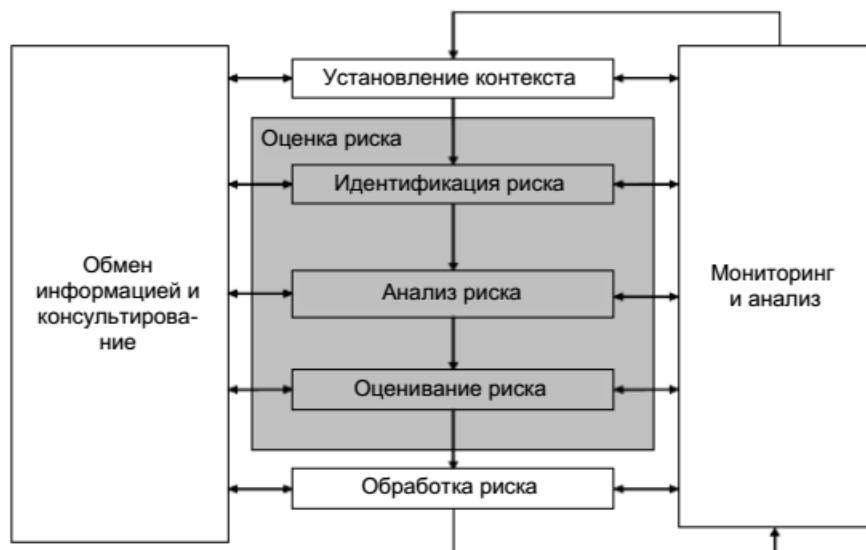 Установление контекста
Оценка риска
Идентификация риска
Обмен
информацией и
консультирова-
ние
Анализ риска
Мониторинг
и анализ
Оценивание риска
Обработка риска